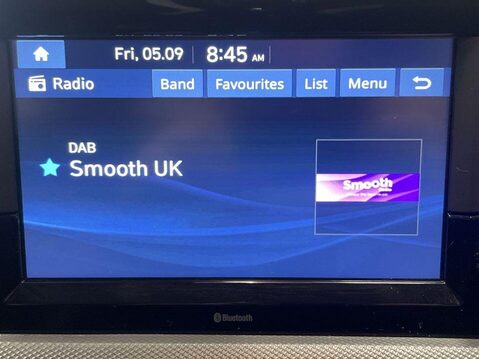 Fri, 05.09 8:45 AM
Radio Band Favourites List Menu
DAB
Smooth UK
Smooth
Bluetooth